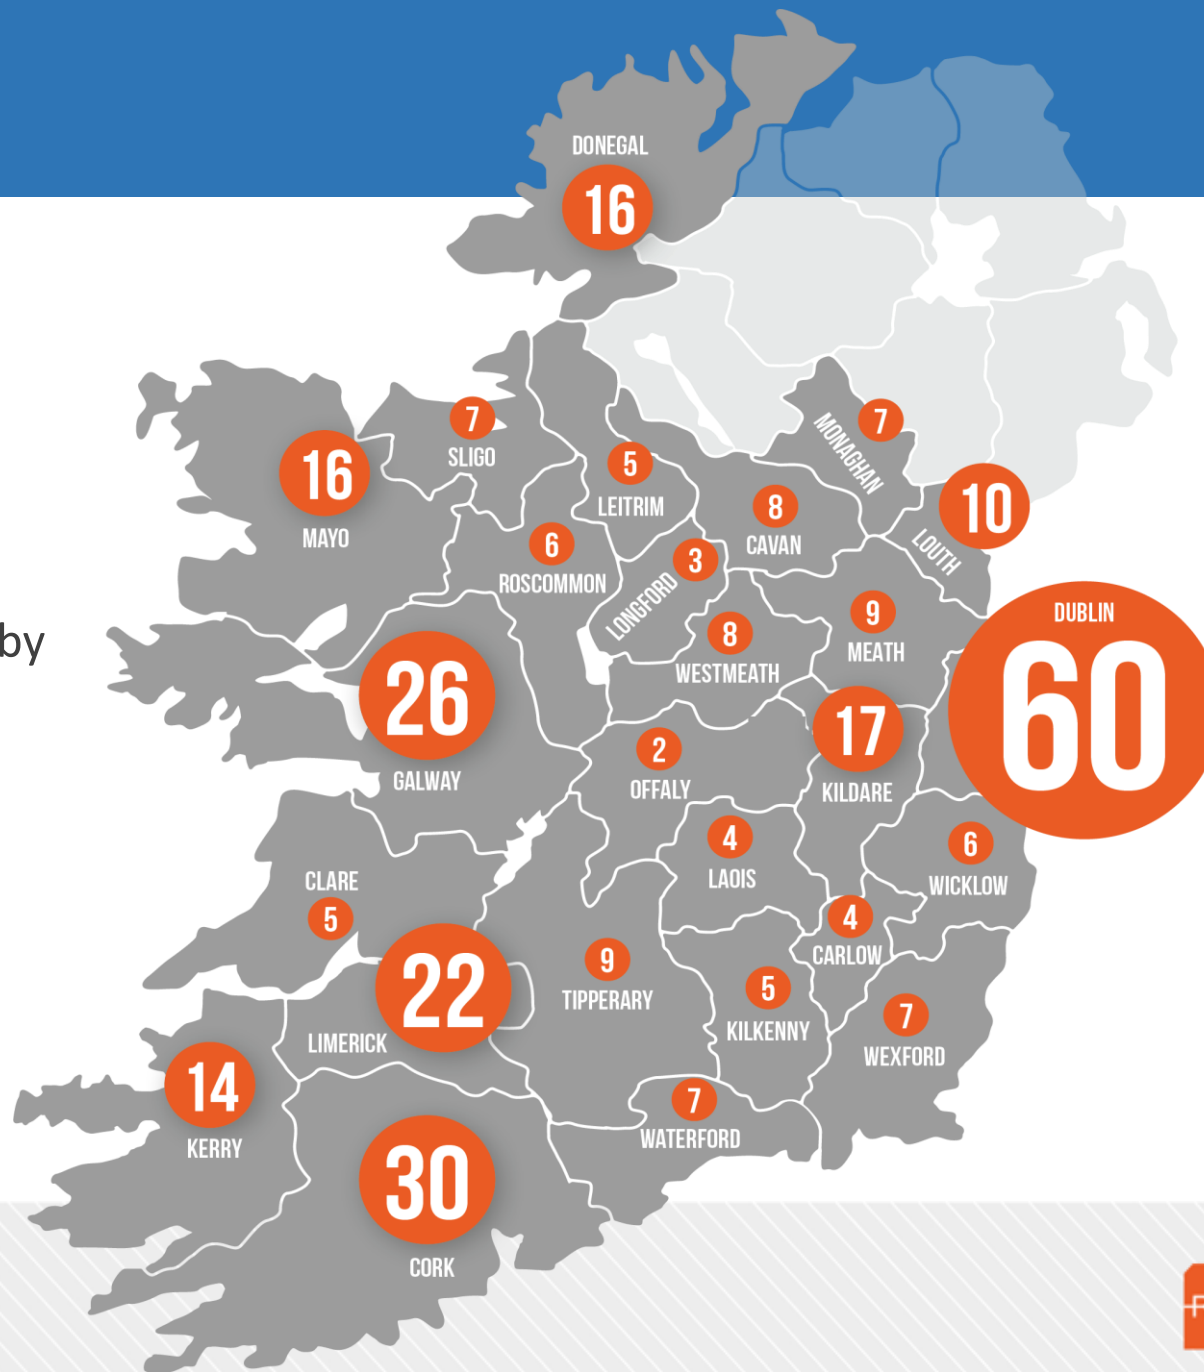 DONEGAL
16
7
SLIGO
16
MAYO
5
LEITRIM
7
MONAGHAN
8
CAVAN
10
LOUTH
6
ROSCOMMON
3
LONGFORD
by
8
WESTMEATH
9
MEATH
DUBLIN
60
26
GALWAY
2
OFFALY
17
KILDARE
4
LAOIS
6
WICKLOW
CLARE
5
4
CARLOW
22
LIMERICK
9
TIPPERARY
5
KILKENNY
7
WEXFORD
14
KERRY
7
WATERFORD
30
CORK
F